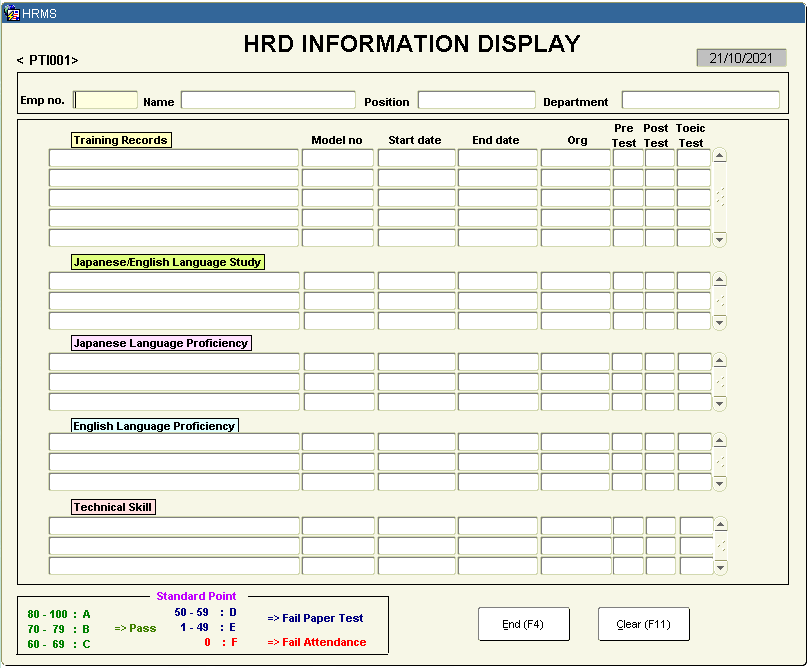 HRMS
HRD INFORMATION DISPLAY
< PTI001>
21/10/2021
Emp no. Name Position Department
Training Records Model no Start date End date Org Pre Test Post Test Toeic Test
Japanese/English Language Study
Japanese Language Proficiency
English Language Proficiency
Technical Skill
Standard Point
80 - 100 : A
70 - 79 : B
60 - 69 : C
=> Pass
50 - 59 : D
1 - 49 : E
0 : F
=> Fail Paper Test
=> Fail Attendance
End (F4)
Clear (F11)